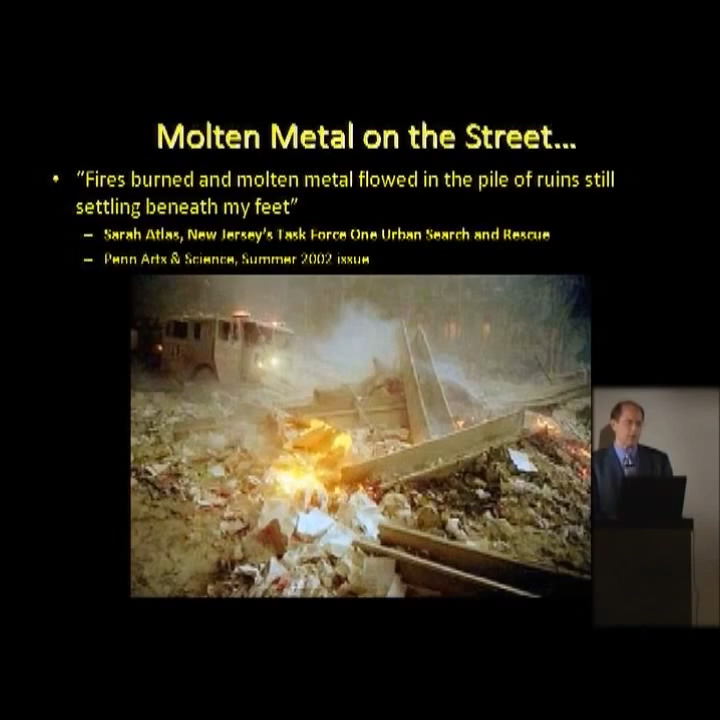 Molten Metal on the Street...
• “Fires burned and molten metal flowed in the pile of ruins still
settling beneath my feet”
– Sarah Atlas, New Jersey's Task Force One Urban Search and Rescue
– Penn Arts & Science, Summer 2002 issue